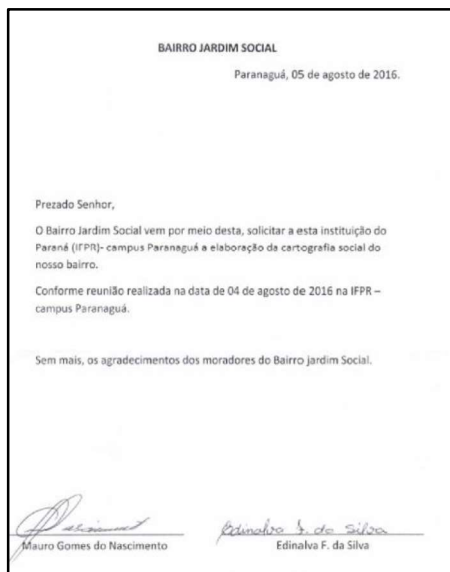 BAIRRO JARDIM SOCIAL
Paranaguá, 05 de agosto de 2016.
Prezado Senhor,
O Bairro Jardim Social vem por meio desta, solicitar a esta instituição do
Paraná (IFPR)- campus Paranaguá a elaboração da cartografia social do
nosso bairro.
Conforme reunião realizada na data de 04 de agosto de 2016 na IFPR –
campus Paranaguá.
Sem mais, os agradecimentos dos moradores do Bairro jardim Social.
Edinalva F. da Silva
Mauro Gomes do Nascimento
Edinalva F. da Silva